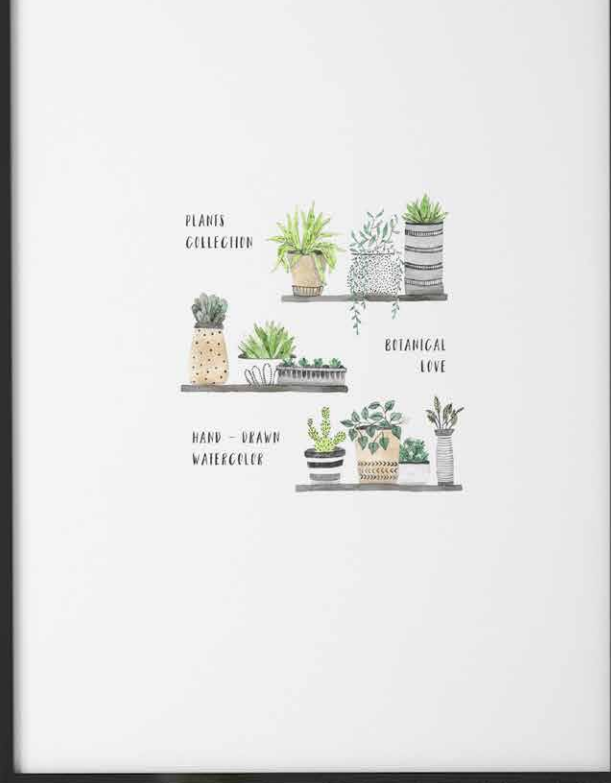 PLANTS
COLLECTION
BOTANICAL
LOVE
HAND - DRAWN
WATERCOLOR